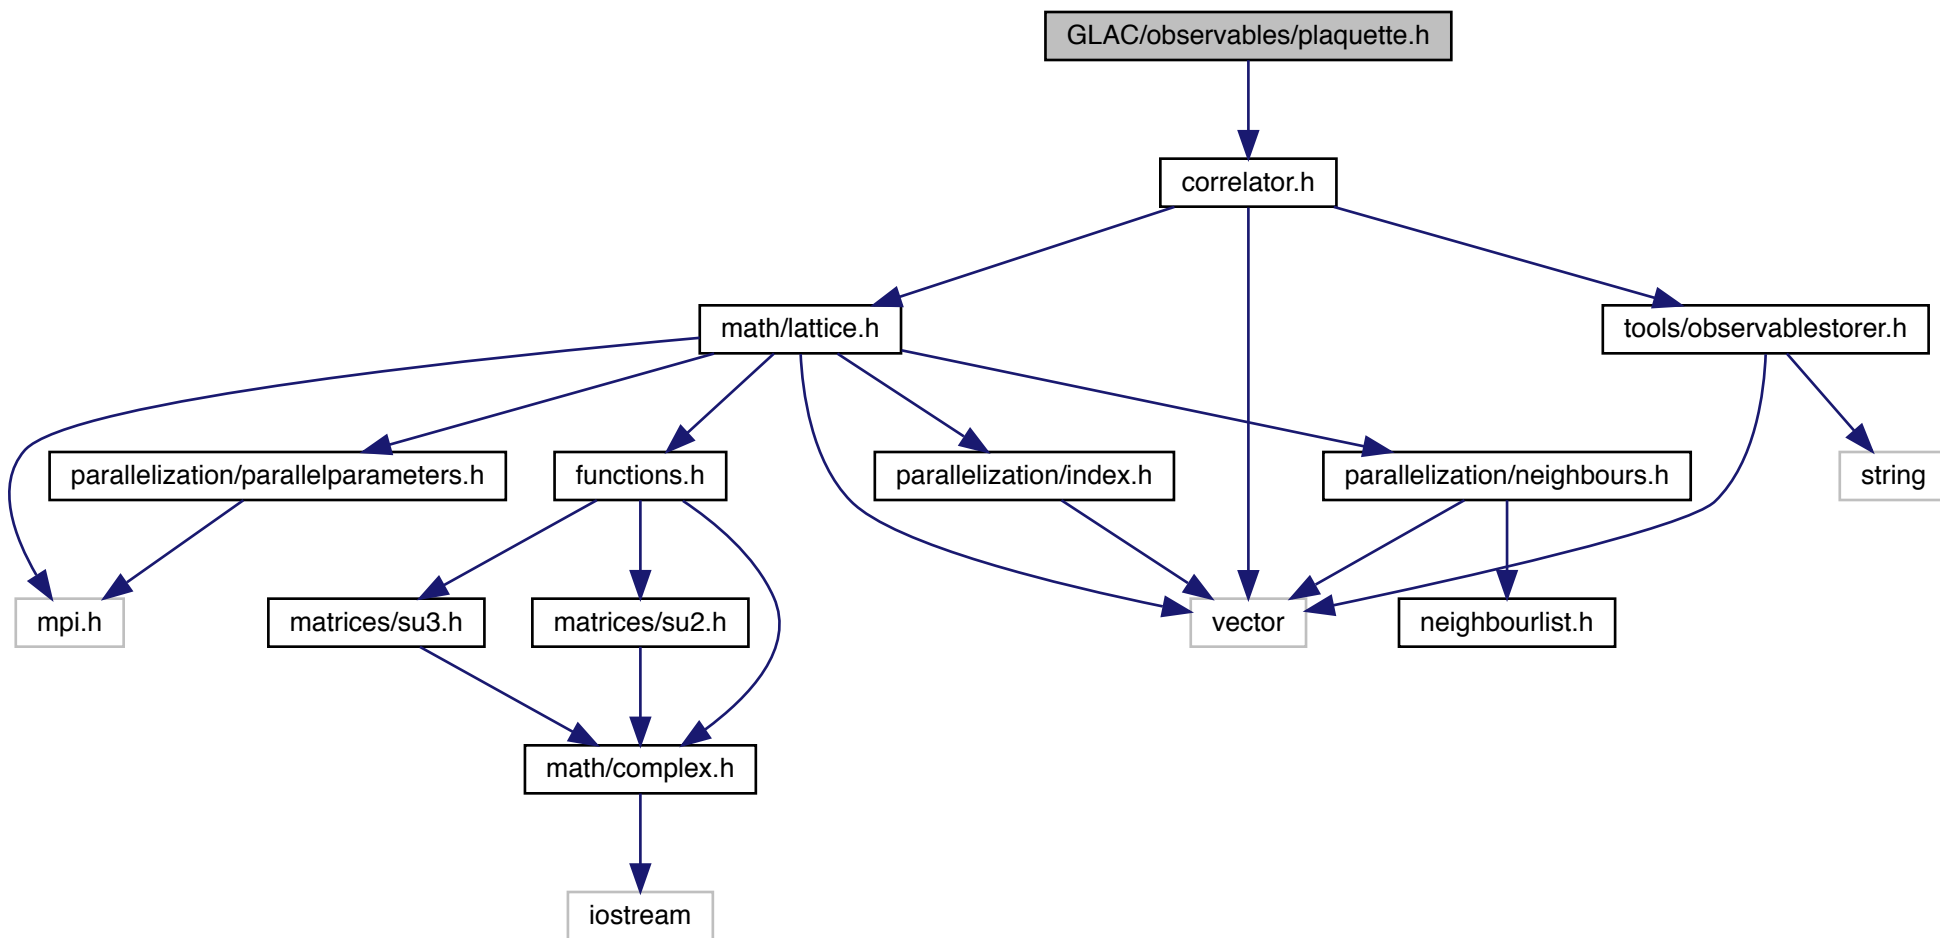 GLAC/observables/plaquette.h
correlator.h
math/lattice.h
tools/observablestorer.h
parallelization/parallelparameters.h
functions.h
parallelization/index.h
parallelization/neighbours.h
string
mpi.h
matrices/su3.h
matrices/su2.h
vector
neighbourlist.h
math/complex.h
iostream